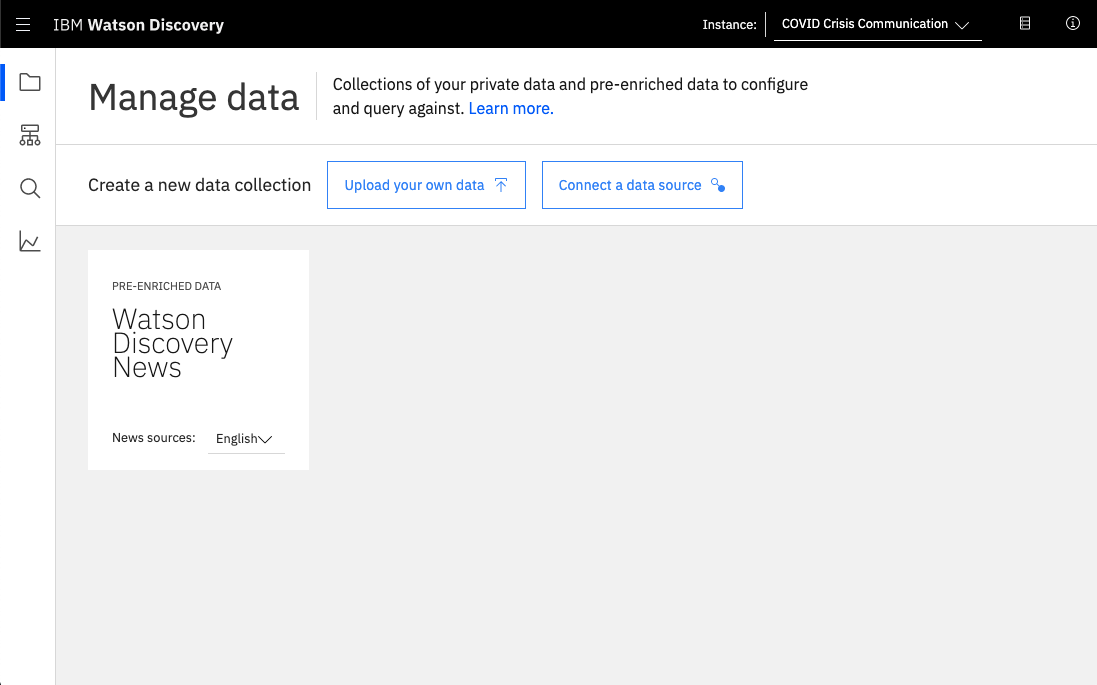 IBM Watson Discovery
Instance:
COVID Crisis Communication
Manage data
Collections of your private data and pre-enriched data to configure
and query against. Learn more.
Create a new data collection
Upload your own data
Connect a data source
PRE-ENRICHED DATA
Watson
Discovery
News
News sources:
English